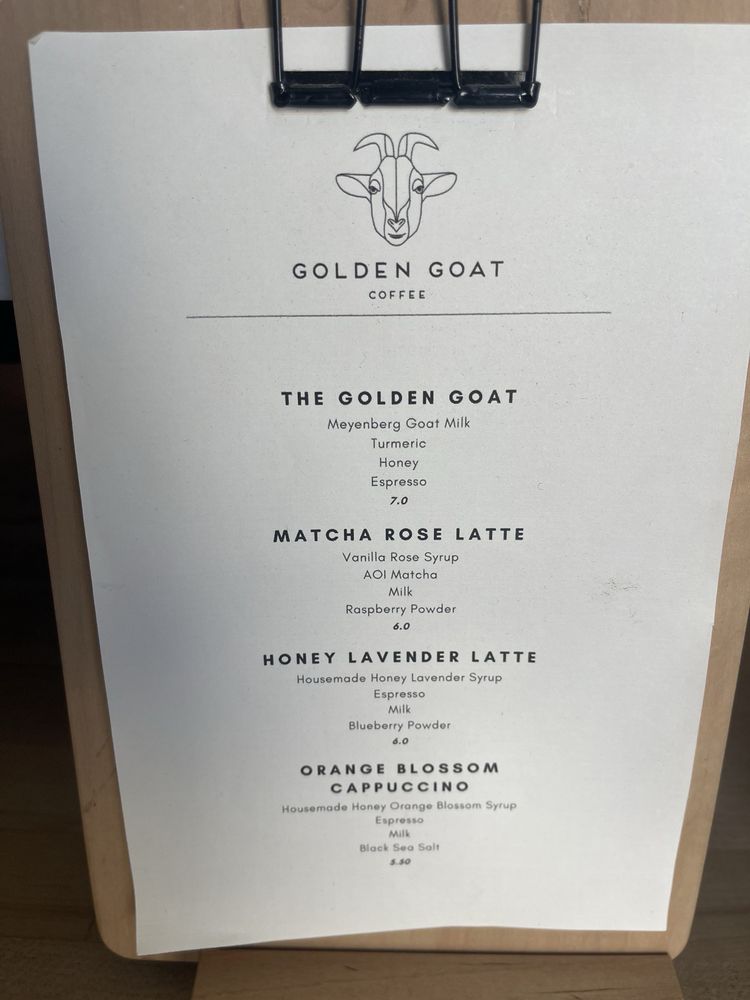 GOLDEN GOAT
COFFEE
THE GOLDEN GOAT
Meyenberg Goat Milk
Turmeric
Honey
Espresso
7.0
MATCHA ROSE LATTE
Vanilla Rose Syrup
AOI Matcha
Milk
Raspberry Powder
6.0
HONEY LAVENDER LATTE
Housemade Honey Lavender Syrup
Espresso
Milk
Blueberry Powder
6.0
ORANGE BLOSSOM
CAPPUCCINO
Housemade Honey Orange Blossom Syrup
Espresso
Milk
Black Sea Salt
5.50